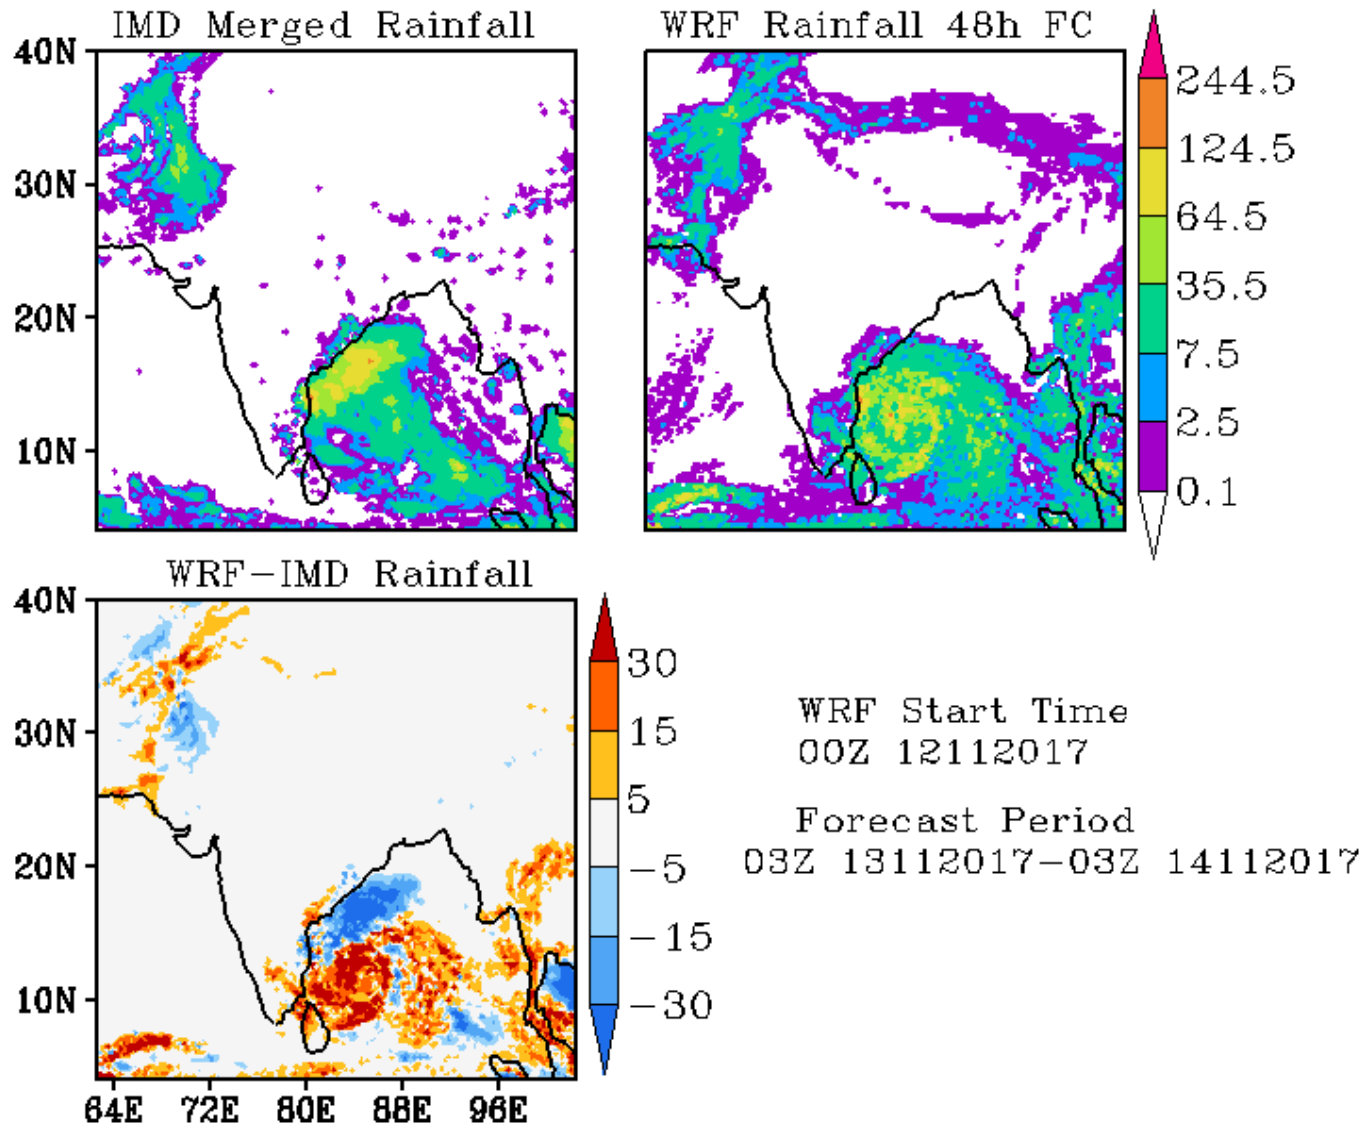 IMD Merged Rainfall
WRF Rainfall 48h FC
40N
30N
20N
10N
244.5
124.5
64.5
35.5
7.5
2.5
0.1
WRF-IMD Rainfall
40N
30N
20N
10N
64E 72E 80E 88E 96E
30
15
5
-5
-15
-30
WRF Start Time
00Z 12112017
Forecast Period
03Z 13112017-03Z 14112017